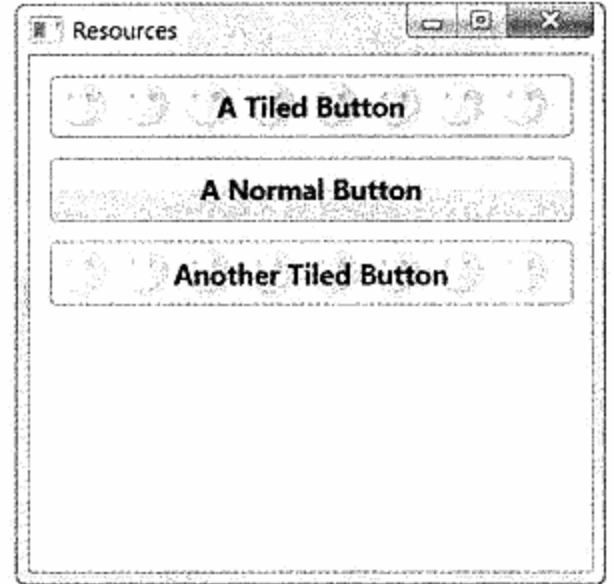 Resources
A Tiled Button
A Normal Button
Another Tiled Button